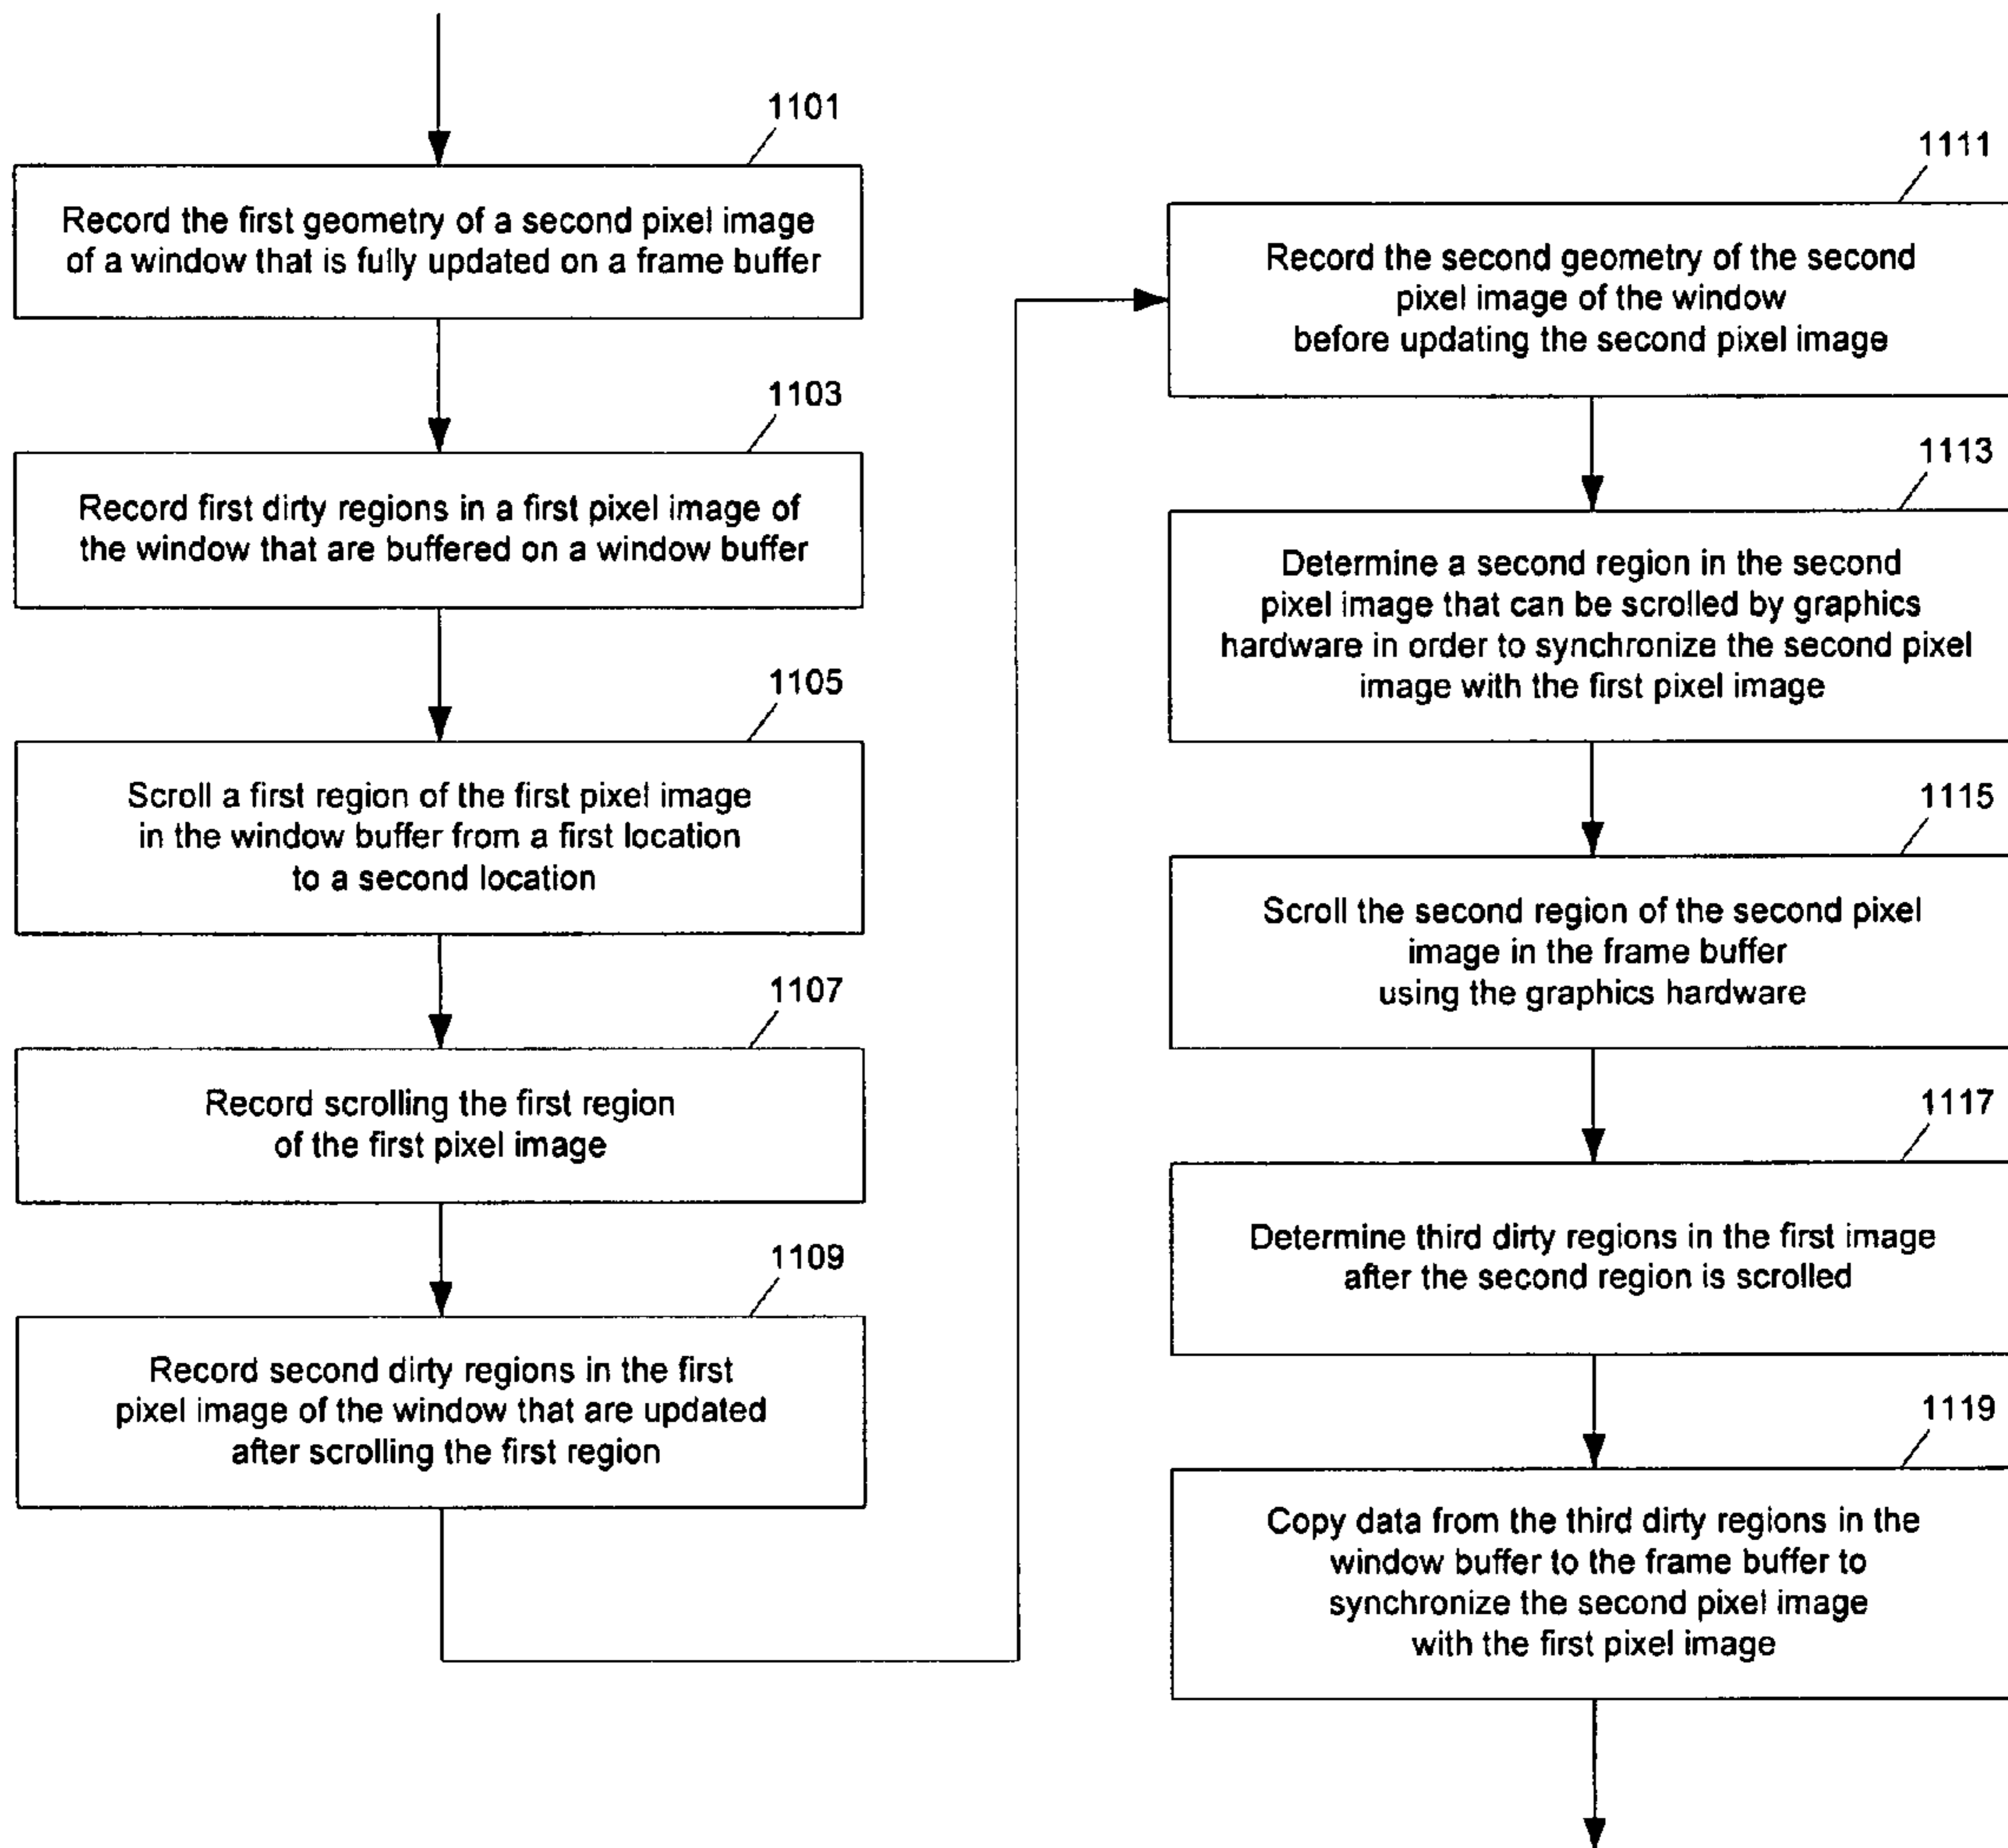 1101
Record the first geometry of a second pixel image
of a window that is fully updated on a frame buffer
1103
Record first dirty regions in a first pixel image of
the window that are buffered on a window buffer
1105
Scroll a first region of the first pixel image
in the window buffer from a first location
to a second location
1107
Record scrolling the first region
of the first pixel image
1109
Record second dirty regions in the first
pixel image of the window that are updated
after scrolling the first region
1111
Record the second geometry of the second
pixel image of the window
before updating the second pixel image
1113
Determine a second region in the second
pixel image that can be scrolled by graphics
hardware in order to synchronize the second pixel
image with the first pixel image
1115
Scroll the second region of the second pixel
image in the frame buffer
using the graphics hardware
1117
Determine third dirty regions in the first image
after the second region is scrolled
1119
Copy data from the third dirty regions in the
window buffer to the frame buffer to
synchronize the second pixel image
with the first pixel image